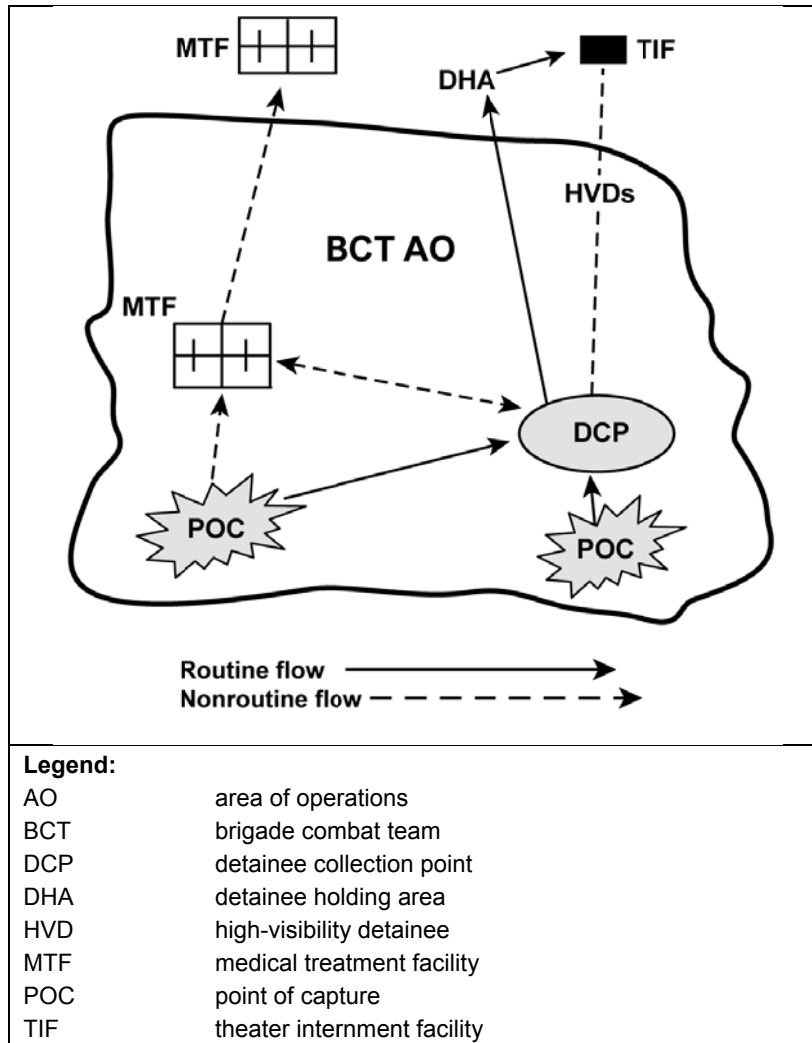 MTF
TIF
DHA
HVDs
BCT AO
MTF
DCP
POC
POC
Routine flow
Nonroutine flow
Legend:
AO area of operations
BCT brigade combat team
DCP detainee collection point
DHA detainee holding area
HVD high-visibility detainee
MTF medical treatment facility
POC point of capture
TIF theater internment facility